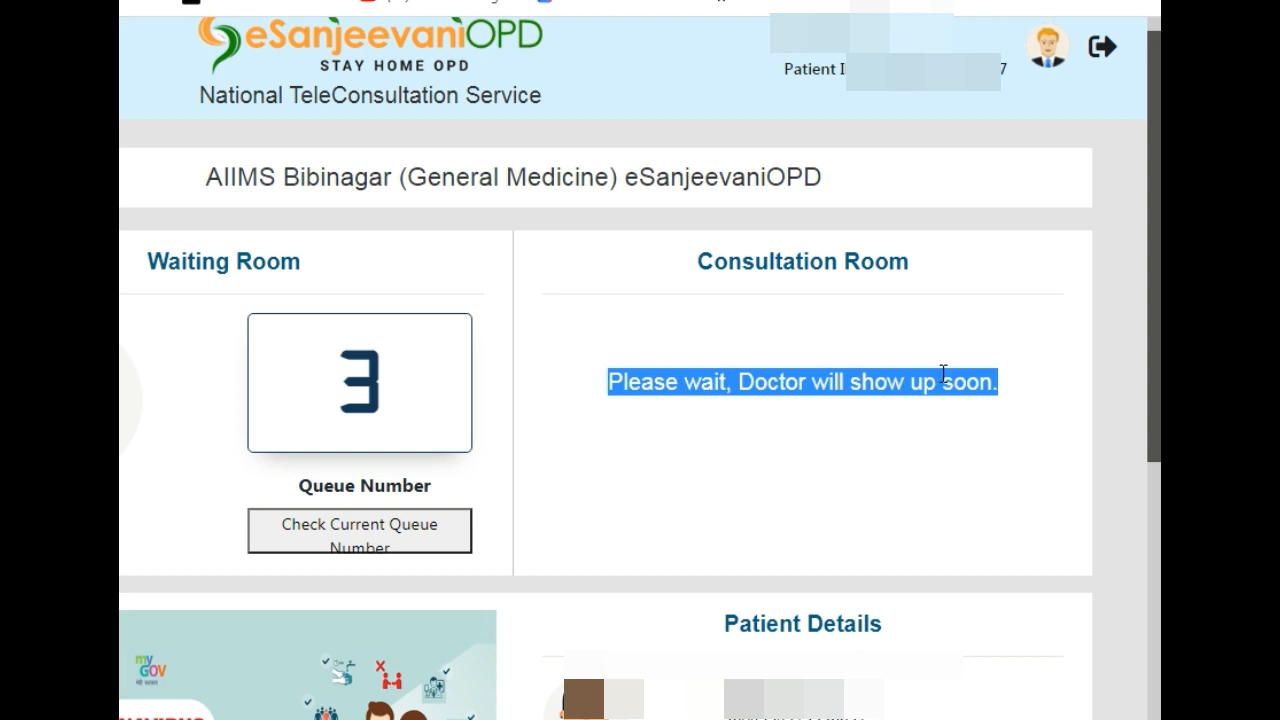 eSanjeevaniOPD
STAY HOME OPD
National TeleConsultation Service
Patient I
7
AIIMS Bibinagar (General Medicine) eSanjeevaniOPD
Waiting Room
Consultation Room
3
Please wait, Doctor will show up soon.
Queue Number
Check Current Queue
Number
Patient Details
my
GOV